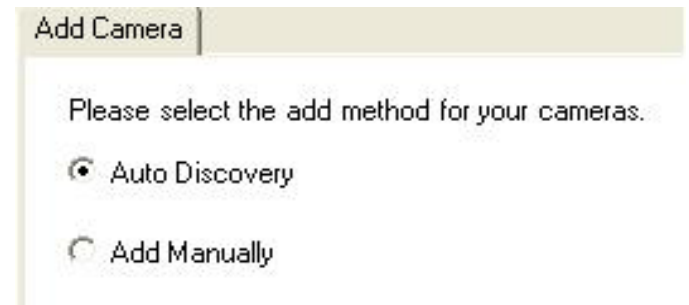 Add Camera
Please select the add method for your cameras.
Auto Discovery
Add Manually